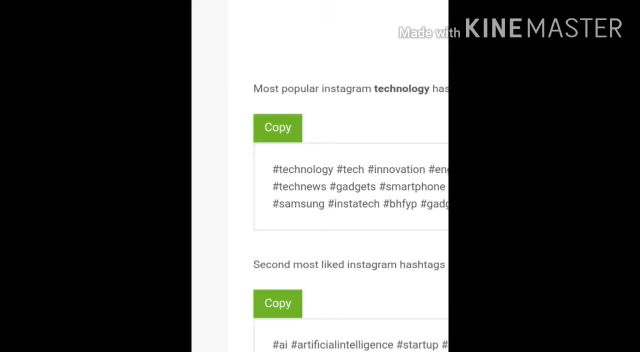 Made with KINEMASTER
Most popular instagram technology has
Copy
#technology #tech #innovation #eng
#technews #gadgets #smartphone
#samsung #instatech #bhfyp #gadg
Second most liked instagram hashtags
Copy
#ai #artificialintelligence #startup #